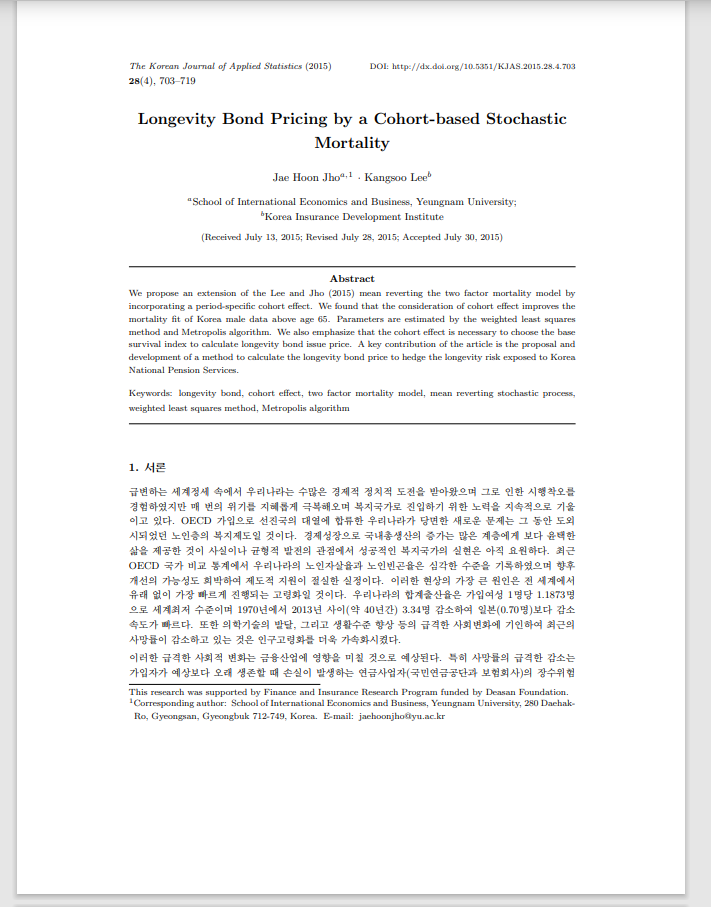 The Korean Journal of Applied Statistics (2015)
DOI: http://dx.doi.org/10.5351/KJAS.2015.28.4.703
28(4), 703–719
Longevity Bond Pricing by a Cohort-based Stochastic
Mortality
Jae Hoon Jho^{a,1} · Kangsoo Lee^{b}
^{a}School of International Economics and Business, Yeungnam University;
^{b}Korea Insurance Development Institute
(Received July 13, 2015; Revised July 28, 2015; Accepted July 30, 2015)
Abstract
We propose an extension of the Lee and Jho (2015) mean reverting the two factor mortality model by
incorporating a period-specific cohort effect. We found that the consideration of cohort effect improves the
mortality fit of Korea male data above age 65. Parameters are estimated by the weighted least squares
method and Metropolis algorithm. We also emphasize that the cohort effect is necessary to choose the base
survival index to calculate longevity bond issue price. A key contribution of the article is the proposal and
development of a method to calculate the longevity bond price to hedge the longevity risk exposed to Korea
National Pension Services.
Keywords: longevity bond, cohort effect, two factor mortality model, mean reverting stochastic process,
weighted least squares method, Metropolis algorithm
1. 서론
급변하는 세계정세 속에서 우리나라는 수많은 경제적 정치적 도전을 받아왔으며 그로 인한 시행착오를
경험하였지만 매 번의 위기를 지혜롭게 극복해오며 복지국가로 진입하기 위한 노력을 지속적으로 기울
이고 있다. OECD 가입으로 선진국의 대열에 합류한 우리나라가 당면한 새로운 문제는 그 동안 도외
시되었던 노인층의 복지제도일 것이다. 경제성장으로 국내총생산의 증가는 많은 계층에게 보다 윤택한
삶을 제공한 것이 사실이나 균형적 발전의 관점에서 성공적인 복지국가의 실현은 아직 요원하다. 최근
OECD 국가 비교 통계에서 우리나라의 노인자살율과 노인빈곤율은 심각한 수준을 기록하였으며 향후
개선의 가능성도 희박하여 제도적 지원이 절실한 실정이다. 이러한 현상의 가장 큰 원인은 전 세계에서
유래 없이 가장 빠르게 진행되는 고령화일 것이다. 우리나라의 합계출산율은 가임여성 1명당 1.1873명
으로 세계최저 수준이며 1970년에서 2013년 사이(약 40년간) 3.34명 감소하여 일본(0.70명)보다 감소
속도가 빠르다. 또한 의학기술의 발달, 그리고 생활수준 향상 등의 급격한 사회변화에 기인하여 최근의
사망률이 감소하고 있는 것은 인구고령화를 더욱 가속화시켰다.
이러한 급격한 사회적 변화는 금융산업에 영향을 미칠 것으로 예상된다. 특히 사망률의 급격한 감소는
가입자가 예상보다 오래 생존할 때 손실이 발생하는 연금사업자(국민연금공단과 보험회사)의 장수위험
This research was supported by Finance and Insurance Research Program funded by Deasan Foundation.
^{1}Corresponding author: School of International Economics and Business, Yeungnam University, 280 Daehak-
Ro, Gyeongsan, Gyeongbuk 712-749, Korea. E-mail: jaehoonjho@yu.ac.kr